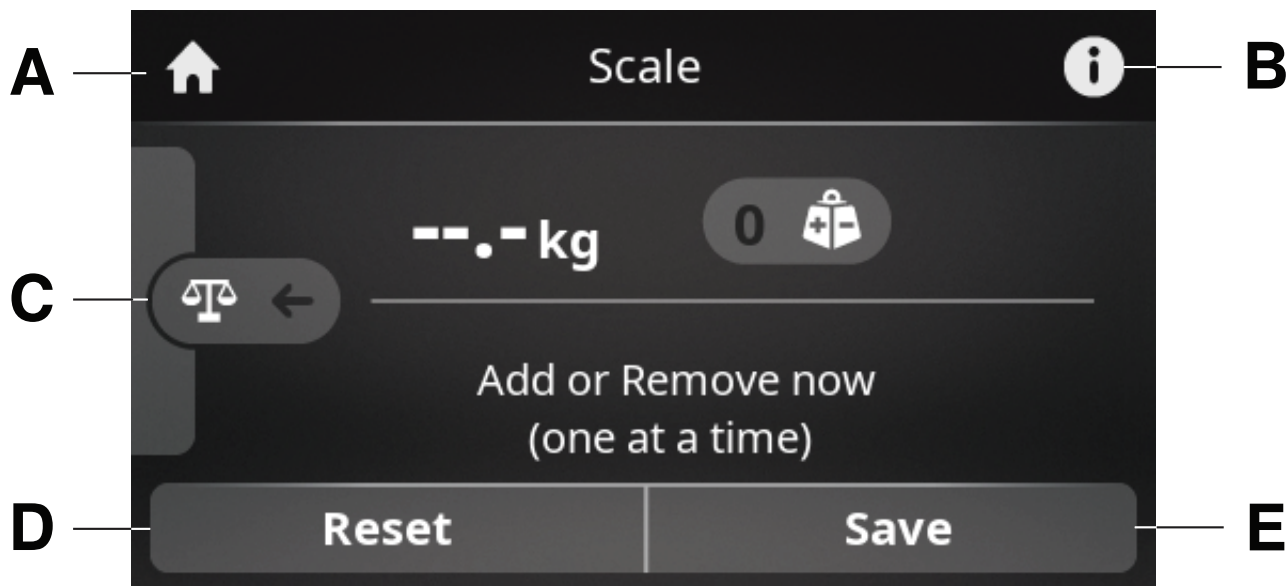 A
Scale
B
--.- kg
0
C
Add or Remove now
(one at a time)
D
Reset
Save
E